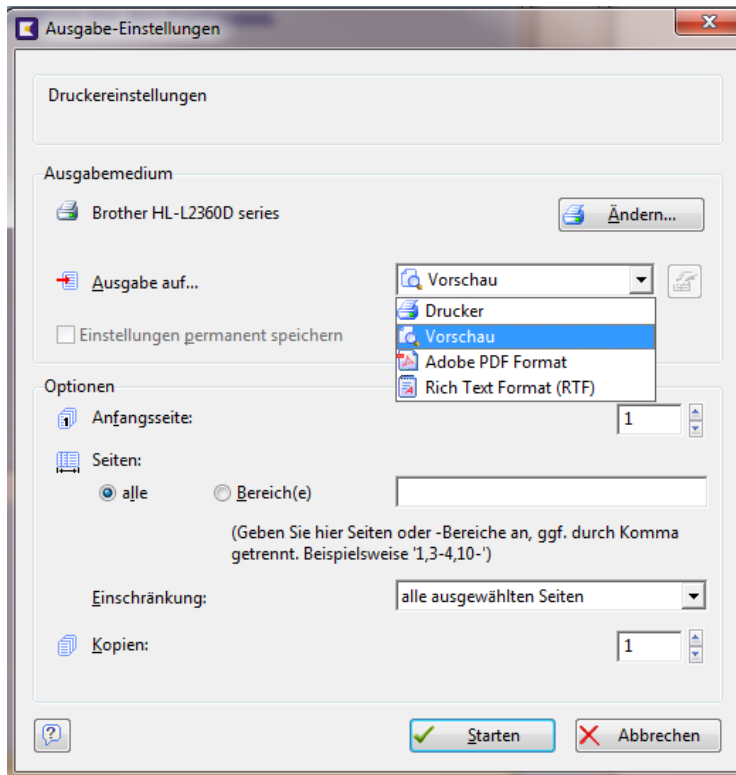 Ausgabe-Einstellungen
Druckereinstellungen
Ausgabemedium
Brother HL-L2360D series
Ändern...
Ausgabe auf...
Vorschau
Drucker
Vorschau
Adobe PDF Format
Rich Text Format (RTF)
Einstellungen permanent speichern
Optionen
Anfangsseite:
1
Seiten:
alle
Bereich(e)
(Geben Sie hier Seiten oder -Bereiche an, ggf. durch Komma
getrennt. Beispielsweise '1,3-4,10-')
Einschränkung:
alle ausgewählten Seiten
Kopien:
1
Starten
Abbrechen